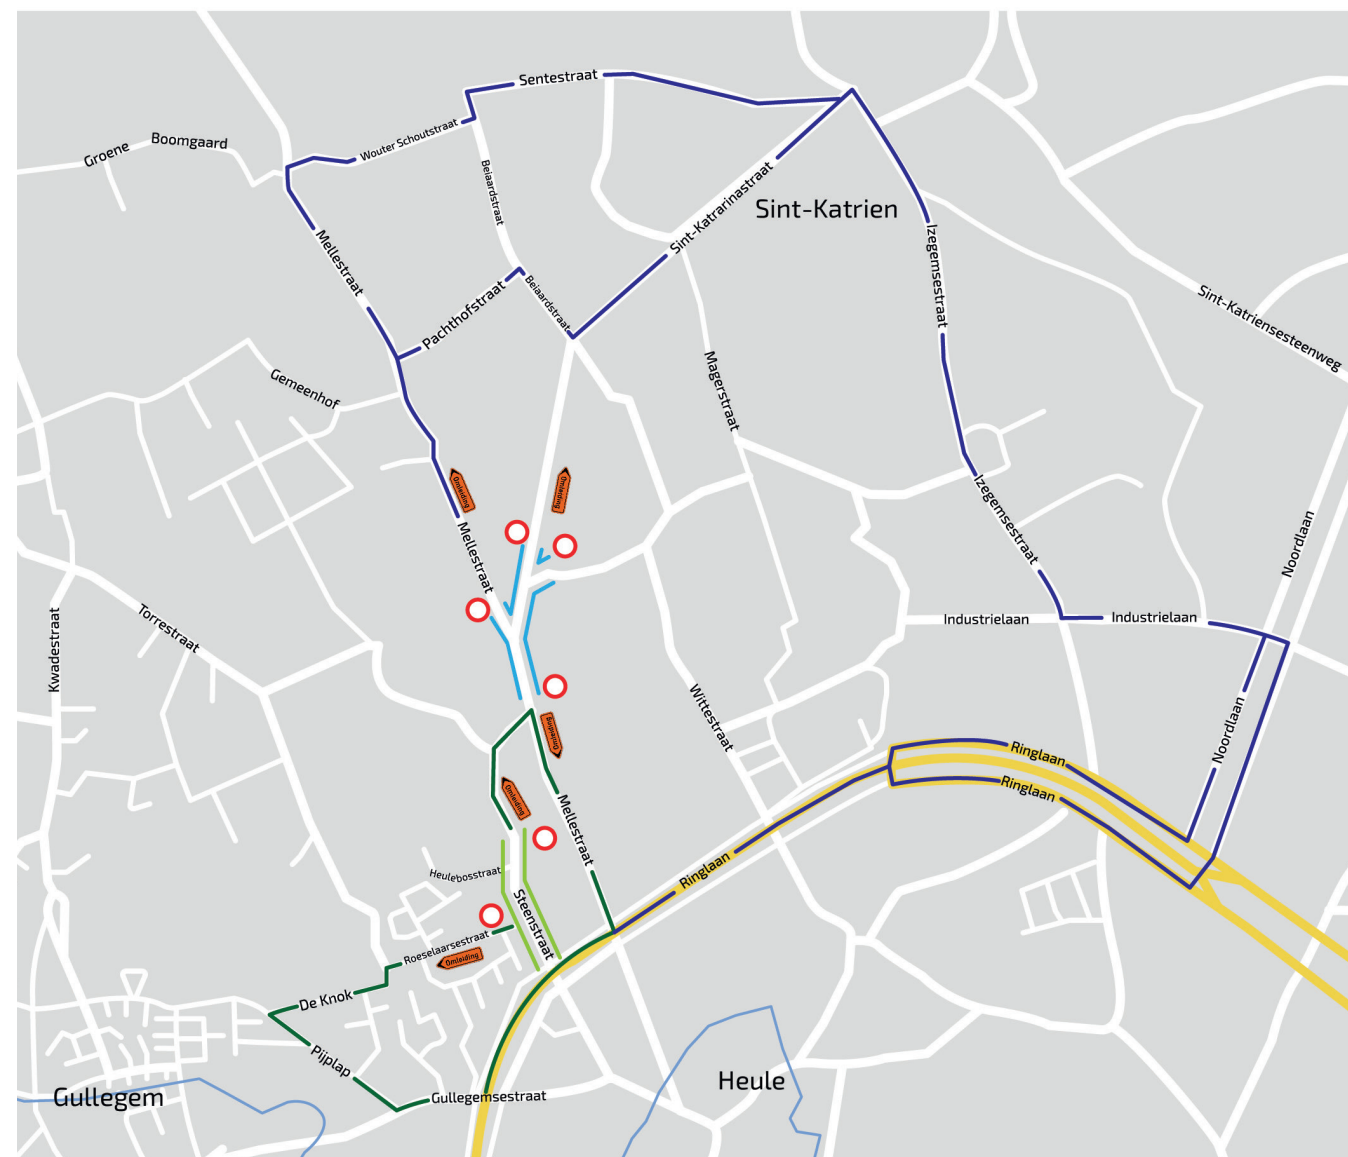 Sentestraat
Wouter Schoutstraat
Boomgaard
Groene
Beiaardstraat
Sint-Katrarinastraat
Sint-Katrien
Mellestraat
Izegemsestraat
Pachthofstraat
Beiaardstraat
Sint-Katriensesteenweg
Gemeenhof
Magerstraat
Omleiding
Omleiding
Izegemsestraat
Noordlaan
Mellestraat
Torrestraat
Kwadestraat
Industrielaan
Industrielaan
Wittestraat
Noordlaan
Omleiding
Ringlaan
Ringlaan
Omleiding
Mellestraat
Heulebosstraat
Ringlaan
Steenstraat
Roeselaarsestraat
Omleiding
De Knok
Pijplap
Gullegemsestraat
Gullegem
Heule